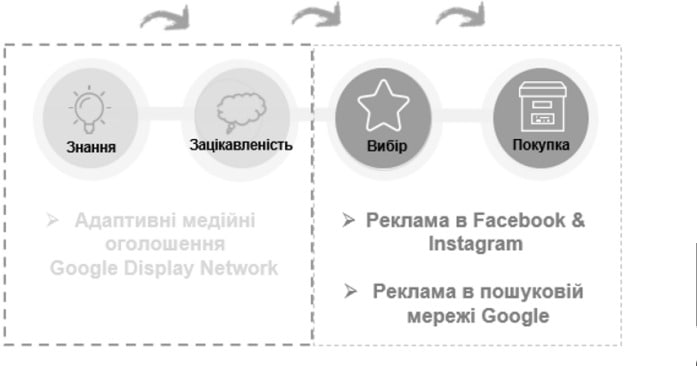 Знання
Зацікавленість
Вибір
Покупка
➢ Адаптивні медійні
оголошення
Google Display Network
➢ Реклама в Facebook &
Instagram
➢ Реклама в пошуковій
мережі Google